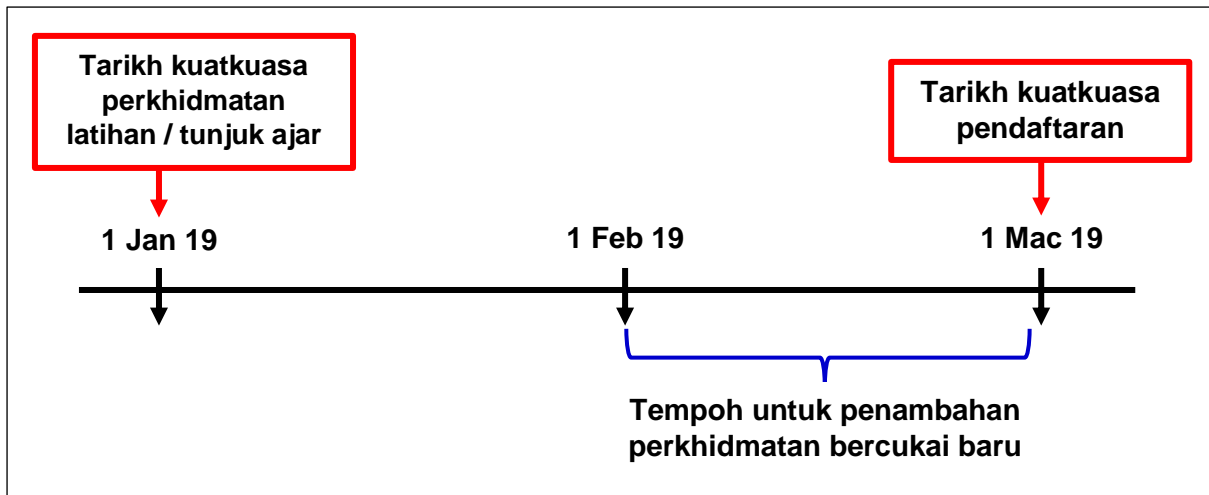 Tarikh kuatkuasa
perkhidmatan
latihan / tunjuk ajar
Tarikh kuatkuasa
pendaftaran
1 Jan 19
1 Feb 19
1 Mac 19
Tempoh untuk penambahan
perkhidmatan bercukai baru